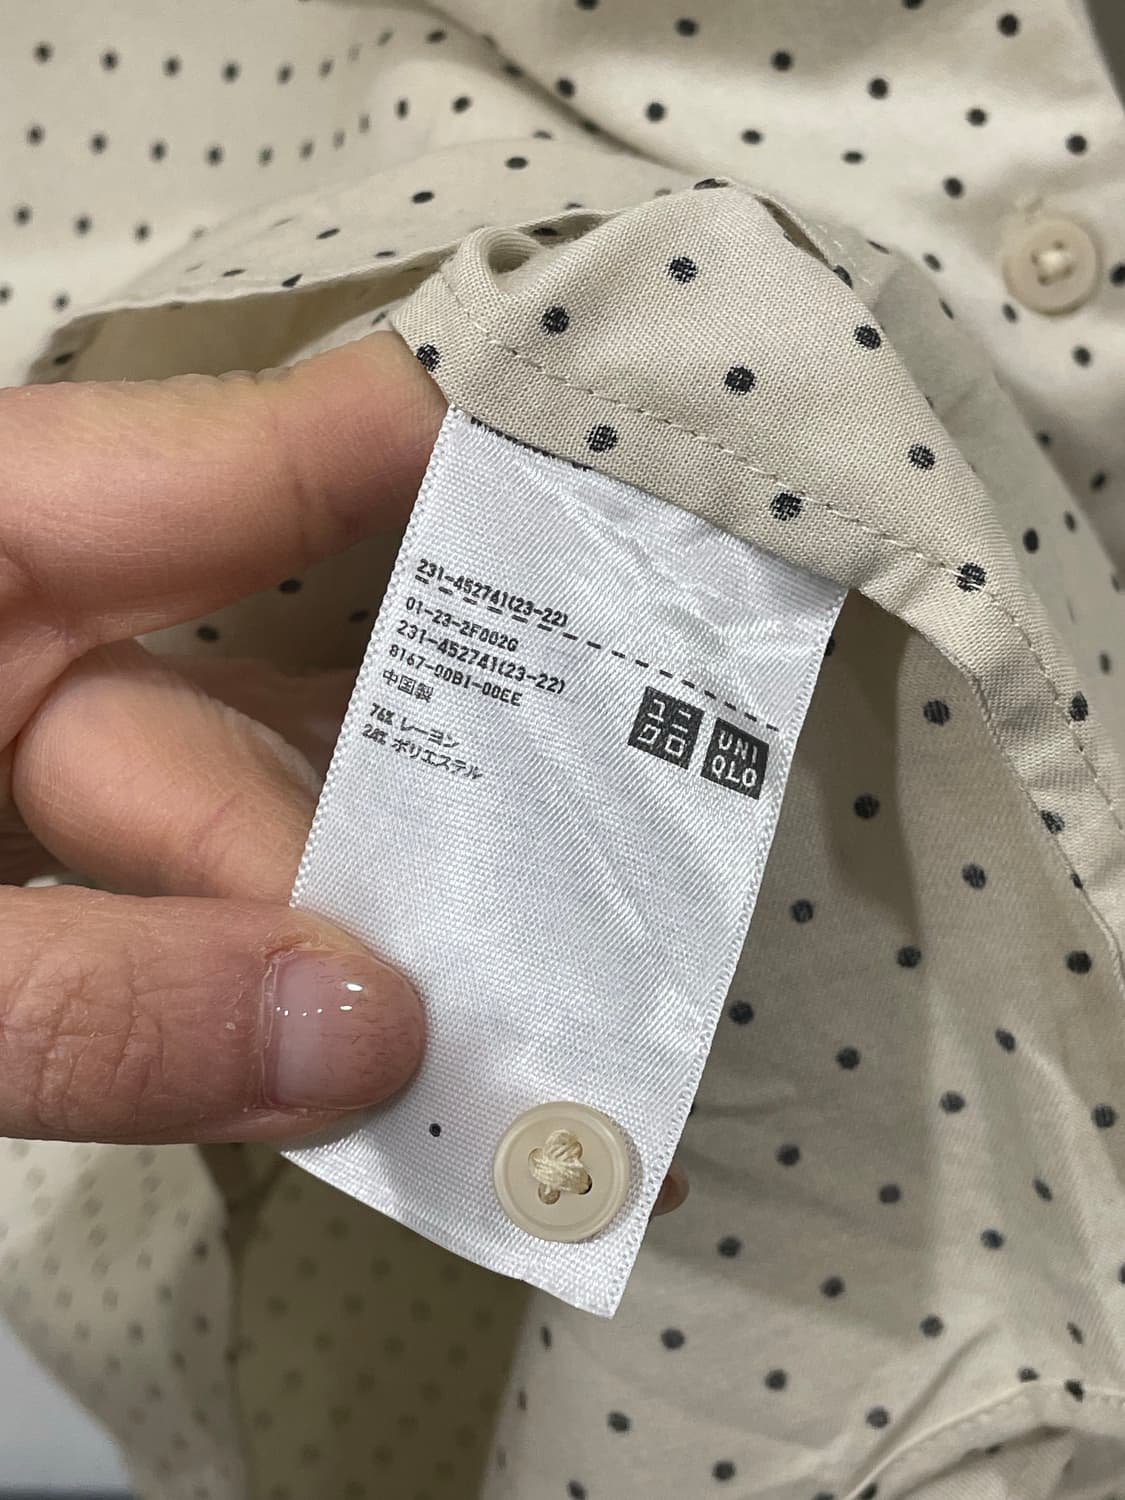 231-452741(23-22)
01-23-2F002G
231-452741(23-22)
8167-00B1-00EE
中国製
76% レーヨン
24% ポリエステル
ユニ
クロ
UNI
QLO